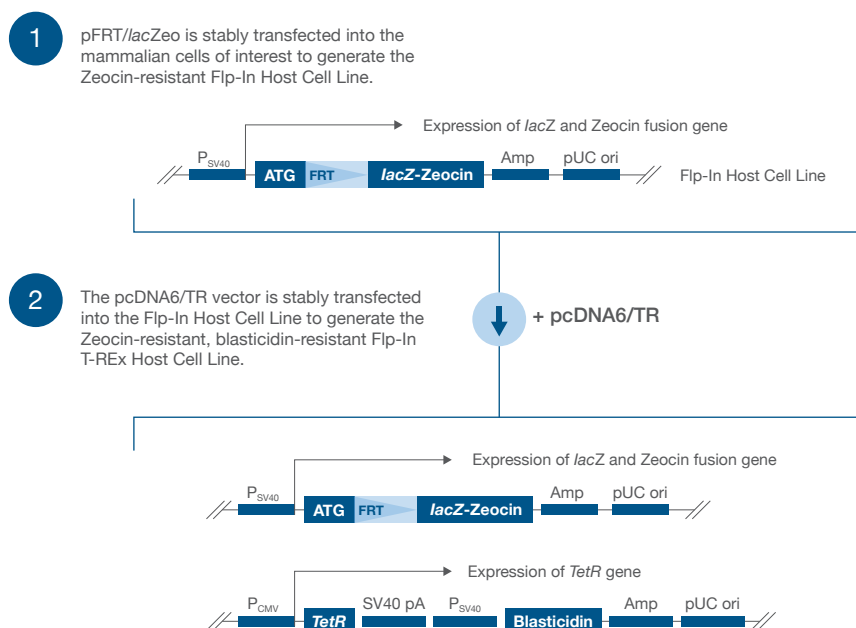 1
pFRT/lacZeo is stably transfected into the
mammalian cells of interest to generate the
Zeocin-resistant Flp-In Host Cell Line.
Expression of lacZ and Zeocin fusion gene
PSV40
ATG FRT lacZ-Zeocin
Amp
pUC ori
Flp-In Host Cell Line
2
The pcDNA6/TR vector is stably transfected
into the Flp-In Host Cell Line to generate the
Zeocin-resistant, blasticidin-resistant Flp-In
T-REx Host Cell Line.
+ pcDNA6/TR
Expression of lacZ and Zeocin fusion gene
PSV40
ATG FRT lacZ-Zeocin
Amp
pUC ori
Expression of TetR gene
PCMV
TetR
SV40 pA
PSV40
Blasticidin
Amp
pUC ori